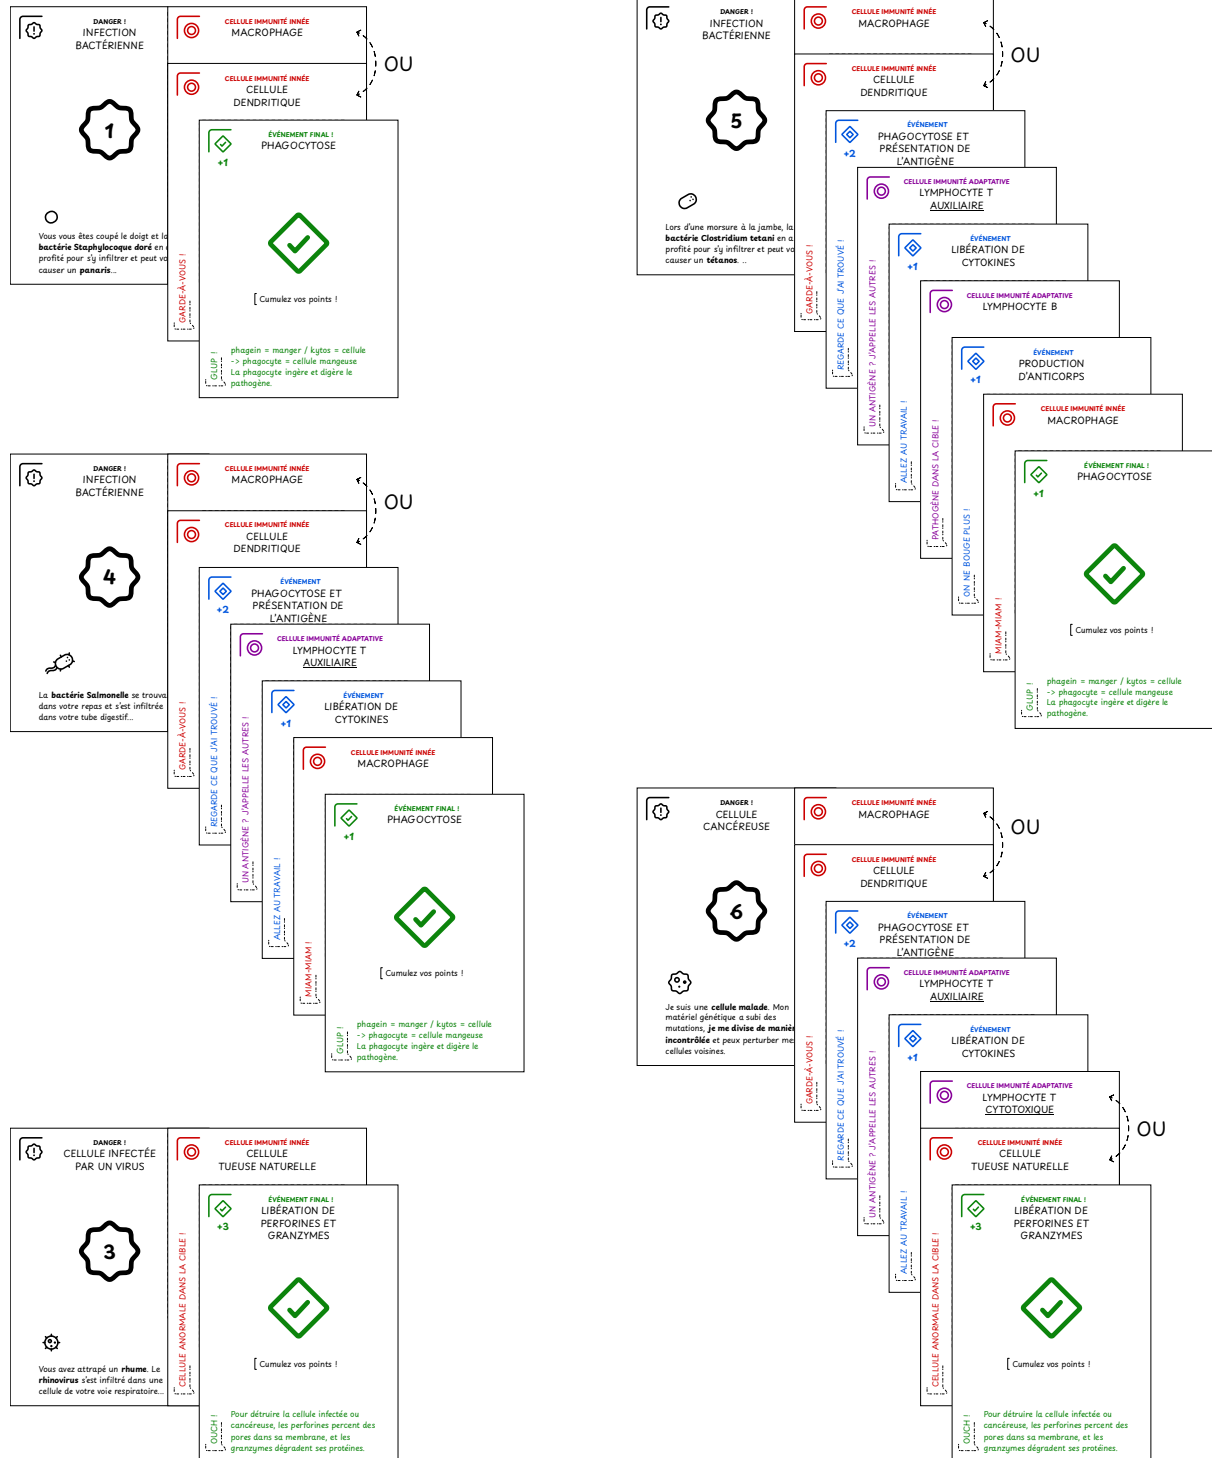 DANGER !
INFECTION
BACTÉRIENNE
1
Vous vous êtes coupé le doigt et la
bactérie Staphylocoque doré en
profité pour s'y infiltrer et peut vo
causer un panaris...
CELLULE IMMUNITÉ INNÉE
MACROPHAGE
OU
CELLULE IMMUNITÉ INNÉE
CELLULE
DENDRITIQUE
GARDE-À-VOUS !
ÉVÉNEMENT FINAL !
PHAGOCYTOSE
+1
[ Cumulez vos points !
GLUP !
phagein = manger / kytos = cellule
-> phagocyte = cellule mangeuse
La phagocyte ingère et digère le
pathogène.
DANGER !
INFECTION
BACTÉRIENNE
4
La bactérie Salmonelle se trouva
dans votre repas et s'est infiltrée
dans votre tube digestif...
CELLULE IMMUNITÉ INNÉE
MACROPHAGE
OU
CELLULE IMMUNITÉ INNÉE
CELLULE
DENDRITIQUE
GARDE-À-VOUS !
ÉVÉNEMENT
PHAGOCYTOSE ET
PRÉSENTATION DE
L'ANTIGÈNE
+2
REGARDE CE QUE J'AI TROUVÉ !
CELLULE IMMUNITÉ ADAPTATIVE
LYMPHOCYTE T
AUXILIAIRE
UN ANTIGÈNE ? J'APPELLE LES AUTRES !
ÉVÉNEMENT
LIBÉRATION DE
CYTOKINES
+1
ALLEZ AU TRAVAIL !
CELLULE IMMUNITÉ INNÉE
MACROPHAGE
MIAM-MIAM !
ÉVÉNEMENT FINAL !
PHAGOCYTOSE
+1
[ Cumulez vos points !
GLUP !
phagein = manger / kytos = cellule
-> phagocyte = cellule mangeuse
La phagocyte ingère et digère le
pathogène.
DANGER !
CELLULE INFECTÉE
PAR UN VIRUS
3
Vous avez attrapé un rhume. Le
rhinovirus s'est infiltré dans une
cellule de votre voie respiratoire...
CELLULE IMMUNITÉ INNÉE
CELLULE
TUEUSE NATURELLE
CELLULE ANORMALE DANS LA CIBLE !
ÉVÉNEMENT FINAL !
LIBÉRATION DE
PERFORINES ET
GRANZYMES
+3
[ Cumulez vos points !
OUCH !
Pour détruire la cellule infectée ou
cancéreuse, les perforines percent des
pores dans sa membrane, et les
granzymes dégradent ses protéines.
DANGER !
INFECTION
BACTÉRIENNE
5
Lors d'une morsure à la jambe, la
bactérie Clostridium tetani en a
profité pour s'y infiltrer et peut vo
causer un tétanos. ..
CELLULE IMMUNITÉ INNÉE
MACROPHAGE
OU
CELLULE IMMUNITÉ INNÉE
CELLULE
DENDRITIQUE
GARDE-À-VOUS !
ÉVÉNEMENT
PHAGOCYTOSE ET
PRÉSENTATION DE
L'ANTIGÈNE
+2
REGARDE CE QUE J'AI TROUVÉ !
CELLULE IMMUNITÉ ADAPTATIVE
LYMPHOCYTE T
AUXILIAIRE
UN ANTIGÈNE ? J'APPELLE LES AUTRES !
ÉVÉNEMENT
LIBÉRATION DE
CYTOKINES
+1
ALLEZ AU TRAVAIL !
CELLULE IMMUNITÉ ADAPTATIVE
LYMPHOCYTE B
PATHOGÈNE DANS LA CIBLE !
ÉVÉNEMENT
PRODUCTION
D'ANTICORPS
+1
ON NE BOUGE PLUS !
CELLULE IMMUNITÉ INNÉE
MACROPHAGE
MIAM-MIAM !
ÉVÉNEMENT FINAL !
PHAGOCYTOSE
+1
[ Cumulez vos points !
GLUP !
phagein = manger / kytos = cellule
-> phagocyte = cellule mangeuse
La phagocyte ingère et digère le
pathogène.
DANGER !
CELLULE
CANCÉREUSE
6
Je suis une cellule malade. Mon
matériel génétique a subi des
mutations, je me divise de manièr
incontrôlée et peux perturber me
cellules voisines.
CELLULE IMMUNITÉ INNÉE
MACROPHAGE
OU
CELLULE IMMUNITÉ INNÉE
CELLULE
DENDRITIQUE
GARDE-À-VOUS !
ÉVÉNEMENT
PHAGOCYTOSE ET
PRÉSENTATION DE
L'ANTIGÈNE
+2
REGARDE CE QUE J'AI TROUVÉ !
CELLULE IMMUNITÉ ADAPTATIVE
LYMPHOCYTE T
AUXILIAIRE
UN ANTIGÈNE ? J'APPELLE LES AUTRES !
ÉVÉNEMENT
LIBÉRATION DE
CYTOKINES
+1
ALLEZ AU TRAVAIL !
CELLULE IMMUNITÉ ADAPTATIVE
LYMPHOCYTE T
CYTOTOXIQUE
OU
CELLULE IMMUNITÉ INNÉE
CELLULE
TUEUSE NATURELLE
CELLULE ANORMALE DANS LA CIBLE !
ÉVÉNEMENT FINAL !
LIBÉRATION DE
PERFORINES ET
GRANZYMES
+3
[ Cumulez vos points !
OUCH !
Pour détruire la cellule infectée ou
cancéreuse, les perforines percent des
pores dans sa membrane, et les
granzymes dégradent ses protéines.